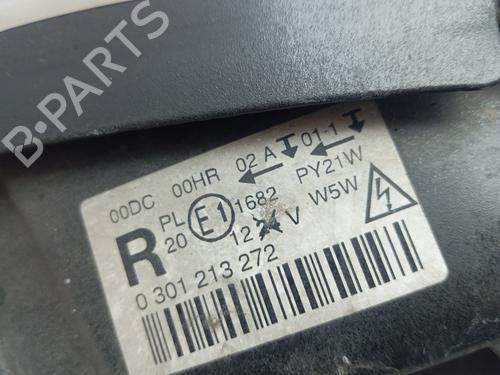 B-PARTS
00DC 00HR 02 A 01-1
R PL 20 E1 1682 PY21W
12 V W5W
0 301 213 272